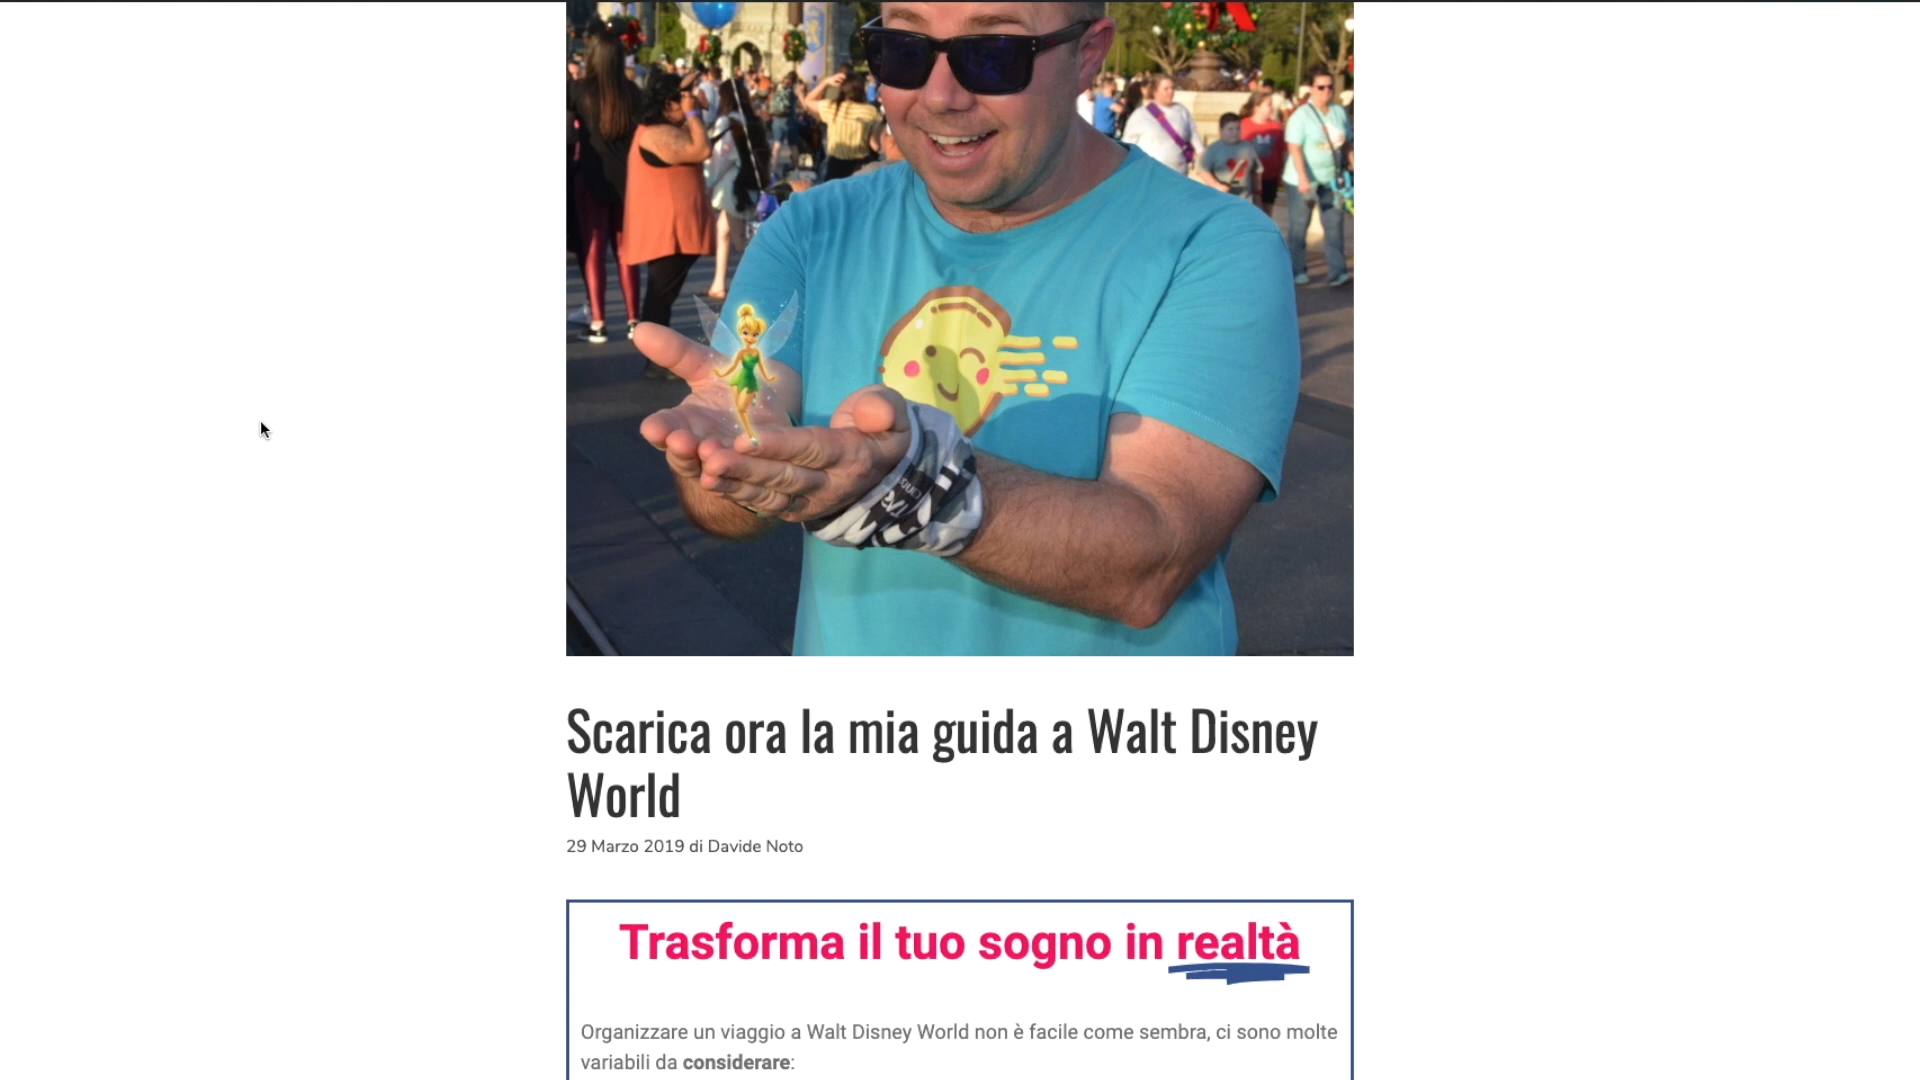 Scarica ora la mia guida a Walt Disney
World
29 Marzo 2019 di Davide Noto
Trasforma il tuo sogno in realtà
Organizzare un viaggio a Walt Disney World non è facile come sembra, ci sono molte
variabili da considerare: